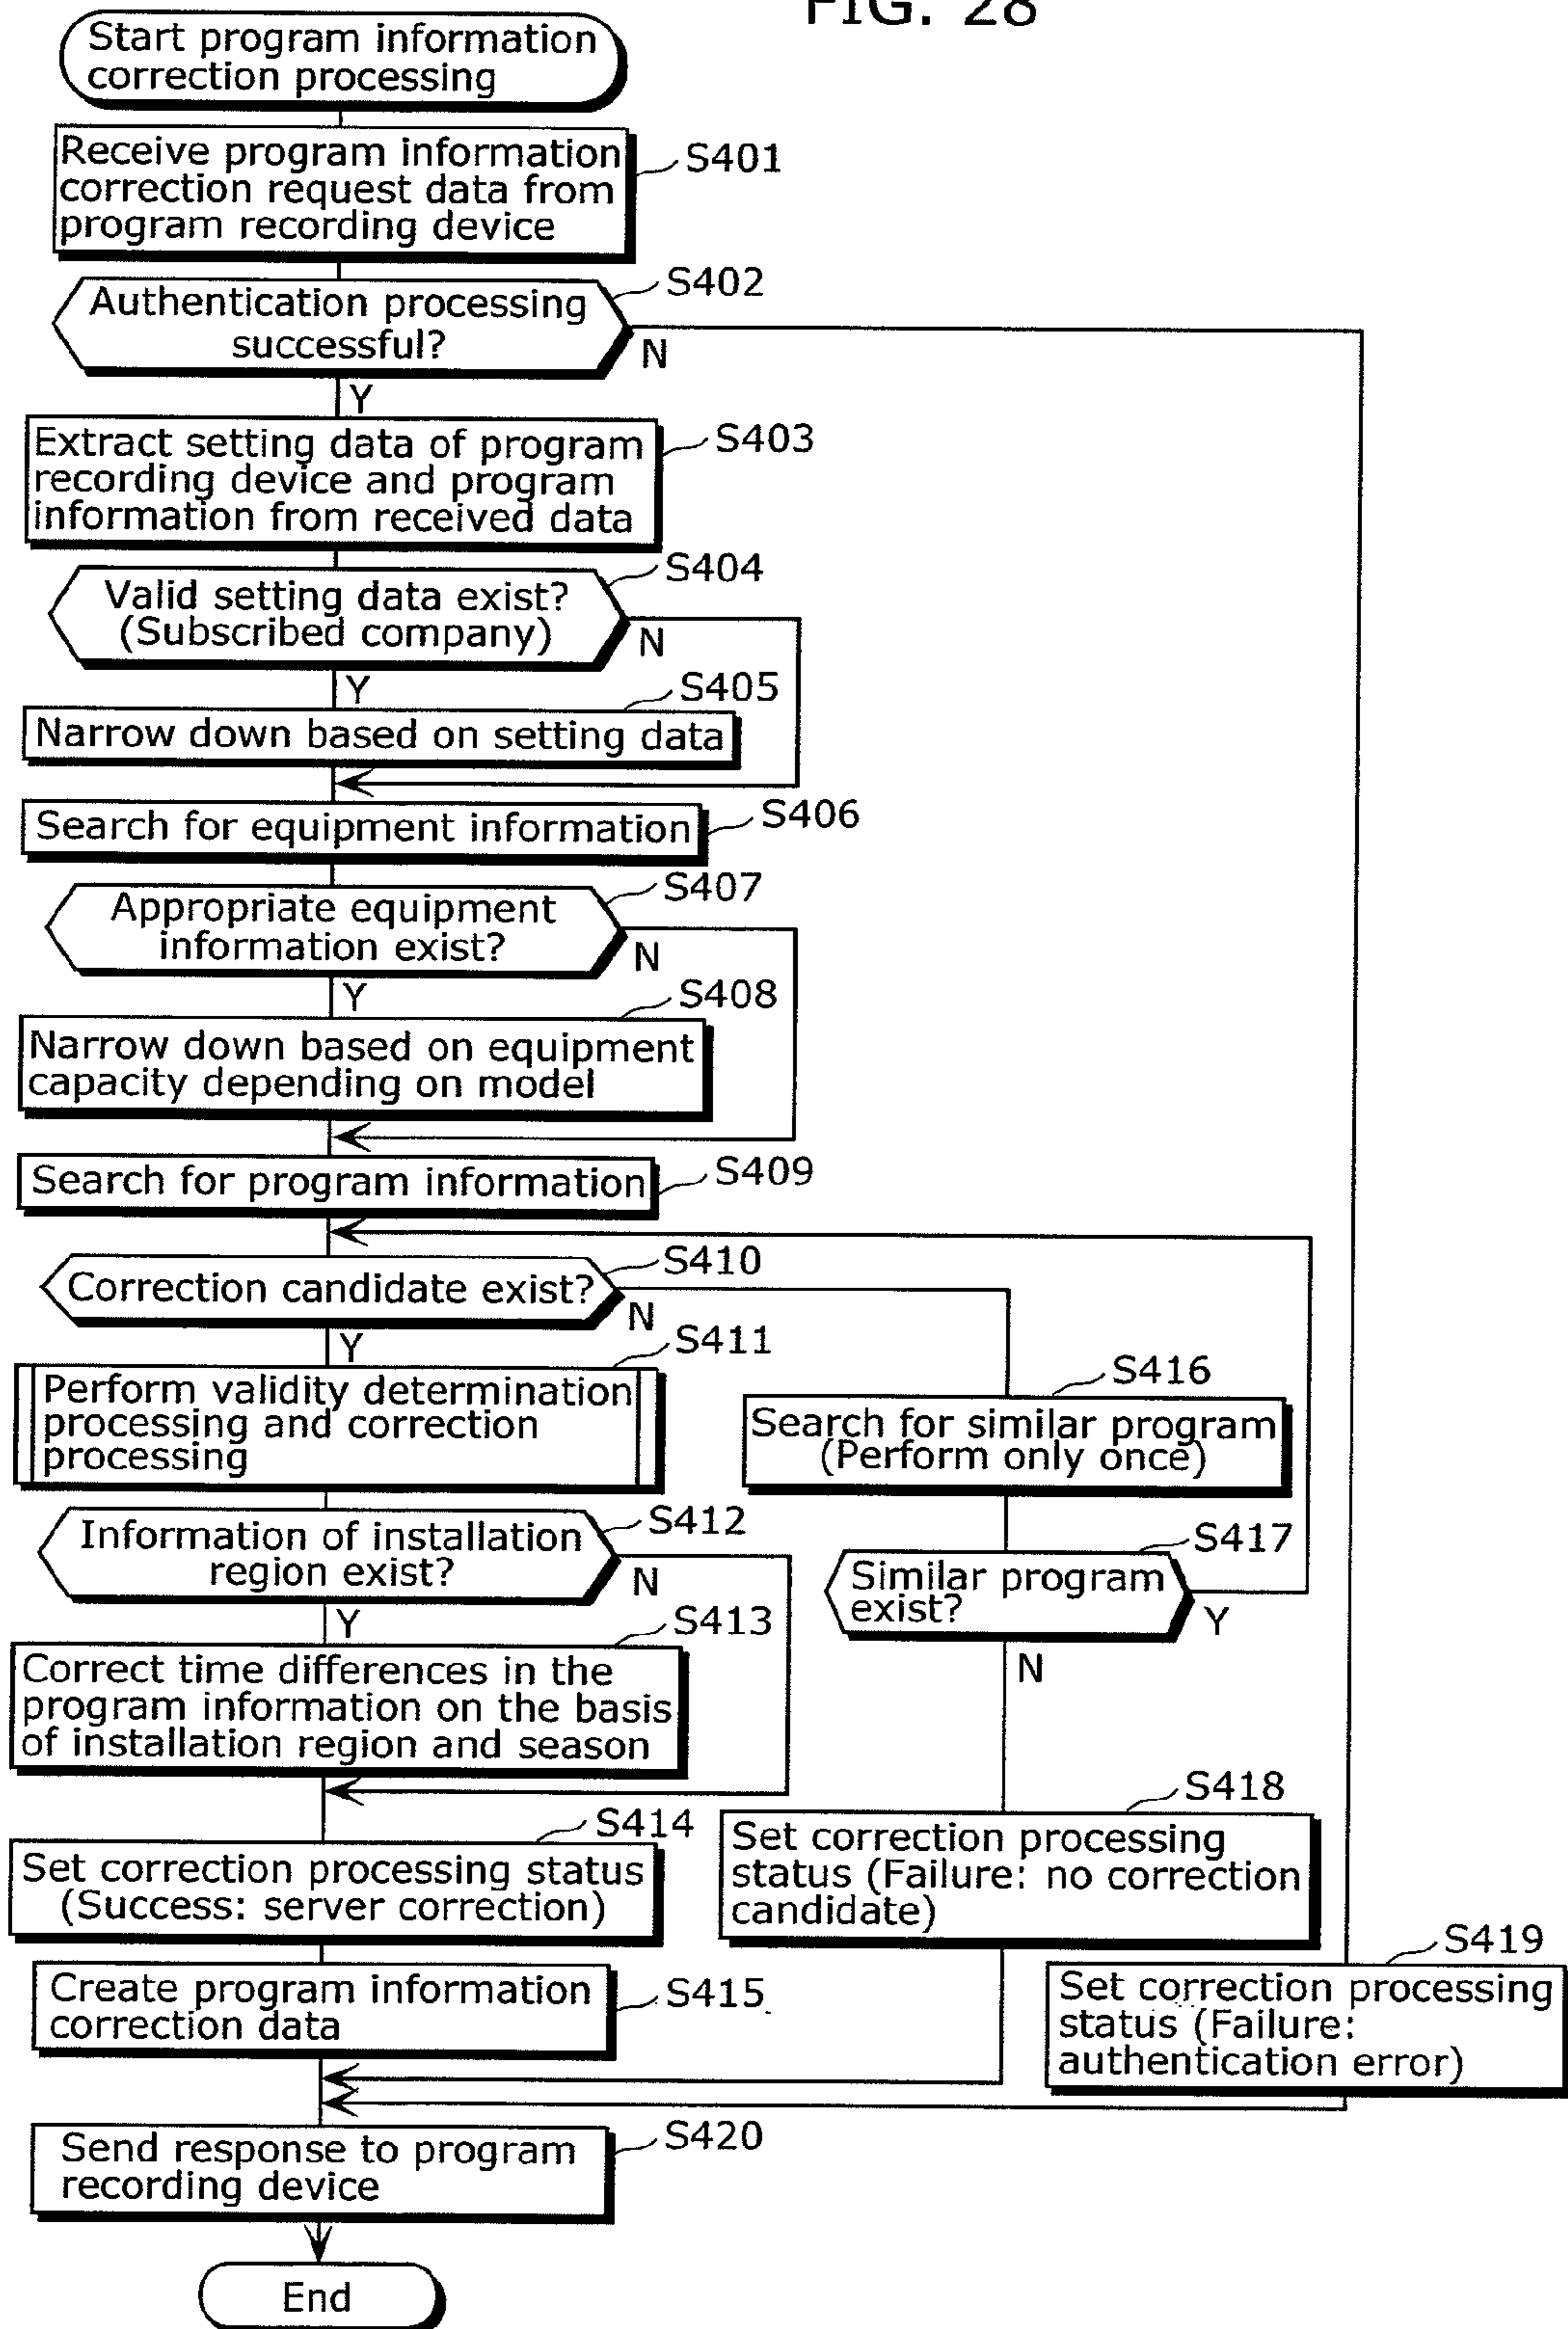 FIG. 28
Start program information
correction processing
Receive program information
correction request data from
program recording device
S401
Authentication processing
successful?
S402
N
Y
Extract setting data of program
recording device and program
information from received data
S403
Valid setting data exist?
(Subscribed company)
S404
N
Y
S405
Narrow down based on setting data
Search for equipment information
S406
Appropriate equipment
information exist?
S407
N
Y
S408
Narrow down based on equipment
capacity depending on model
Search for program information
S409
Correction candidate exist?
S410
N
Y
S411
Perform validity determination
processing and correction
processing
S416
Search for similar program
(Perform only once)
Information of installation
region exist?
S412
N
Y
S417
Similar program
exist?
Y
N
S413
Correct time differences in the
program information on the basis
of installation region and season
S414
Set correction processing status
(Success: server correction)
S418
Set correction processing
status (Failure: no correction
candidate)
Create program information
correction data
S415
S419
Set correction processing
status (Failure:
authentication error)
Send response to program
recording device
S420
End